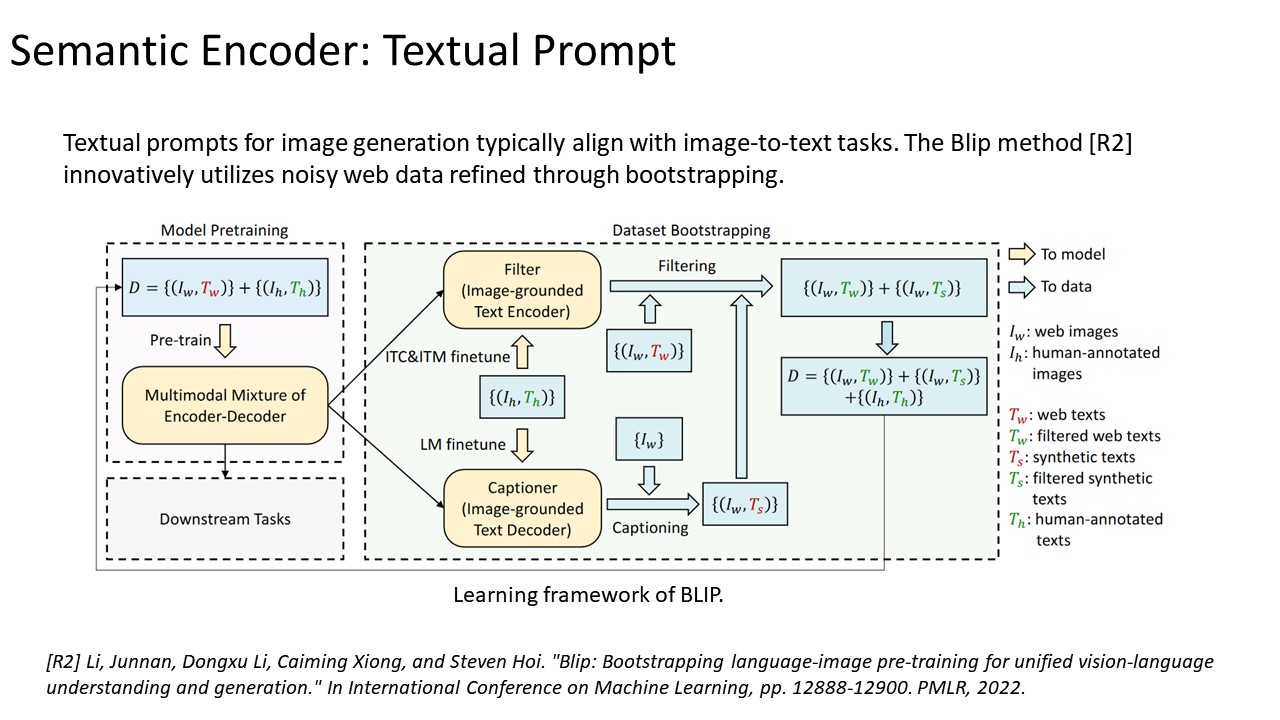 Semantic Encoder: Textual Prompt
Textual prompts for image generation typically align with image-to-text tasks. The Blip method [R2]
innovatively utilizes noisy web data refined through bootstrapping.
Model Pretraining
D = {(I_w, T_w)} + {(I_h, T_h)}
Pre-train
Multimodal Mixture of
Encoder-Decoder
Downstream Tasks
Dataset Bootstrapping
Filter
(Image-grounded
Text Encoder)
ITC&ITM finetune
{(I_h, T_h)}
LM finetune
Captioner
(Image-grounded
Text Decoder)
Filtering
{(I_w, T_w)}
{I_w}
Captioning
{(I_w, T_s)}
{(I_w, T_w)} + {(I_w, T_s)}
D = {(I_w, T_w)} + {(I_w, T_s)}
+{(I_h, T_h)}
To model
To data
I_w: web images
I_h: human-annotated
images
T_w: web texts
T_w: filtered web texts
T_s: synthetic texts
T_s: filtered synthetic
texts
T_h: human-annotated
texts
Learning framework of BLIP.
[R2] Li, Junnan, Dongxu Li, Caiming Xiong, and Steven Hoi. "Blip: Bootstrapping language-image pre-training for unified vision-language
understanding and generation." In International Conference on Machine Learning, pp. 12888-12900. PMLR, 2022.